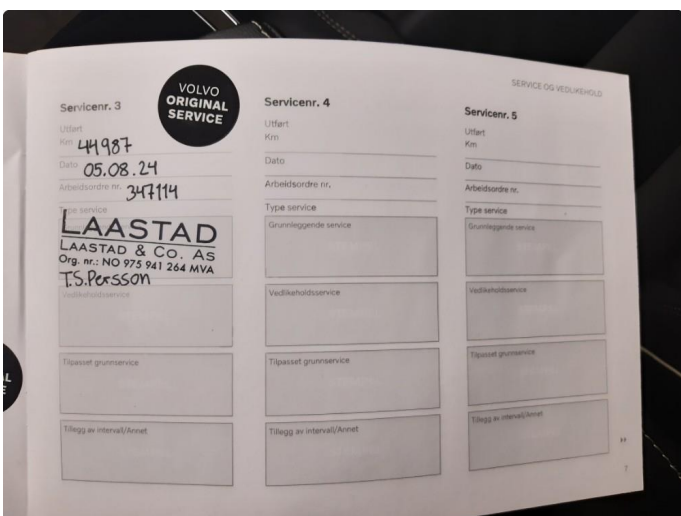 SERVICE OG VEDLIKEHOLD
Servicenr. 3
VOLVO
ORIGINAL
SERVICE
Utført
Km 44987
Dato 05.08.24
Arbeidsordre nr. 347114
Type service
LAASTAD
LAASTAD & CO. AS
Org. nr.: NO 975 941 264 MVA
T.S.Persson
Vedlikeholdsservice
Tilpasset grunnservice
Tillegg av intervall/Annet
Servicenr. 4
Utført
Km
Dato
Arbeidsordre nr.
Type service
Grunnleggende service
Vedlikeholdsservice
Tilpasset grunnservice
Tillegg av intervall/Annet
Servicenr. 5
Utført
Km
Dato
Arbeidsordre nr.
Type service
Grunnleggende service
Vedlikeholdsservice
Tilpasset grunnservice
Tillegg av intervall/Annet
7